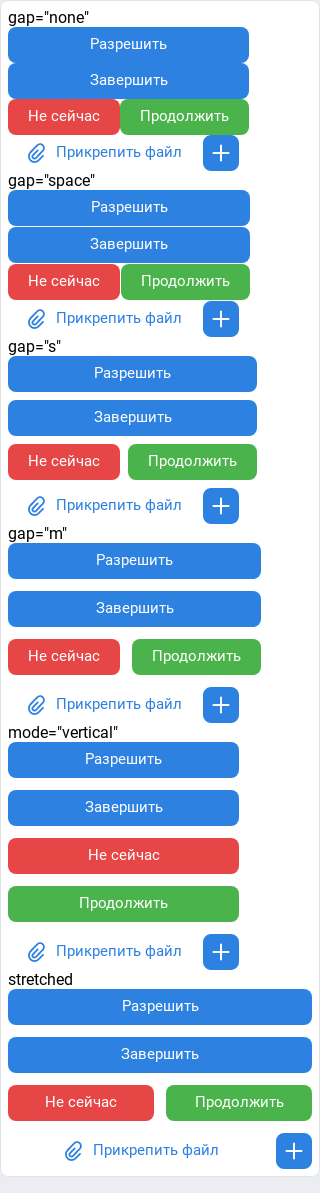 gap="none"
Разрешить
Завершить
Не сейчас Продолжить
Прикрепить файл
gap="space"
Разрешить
Завершить
Не сейчас Продолжить
Прикрепить файл
gap="s"
Разрешить
Завершить
Не сейчас Продолжить
Прикрепить файл
gap="m"
Разрешить
Завершить
Не сейчас Продолжить
Прикрепить файл
mode="vertical"
Разрешить
Завершить
Не сейчас
Продолжить
Прикрепить файл
stretched
Разрешить
Завершить
Не сейчас Продолжить
Прикрепить файл